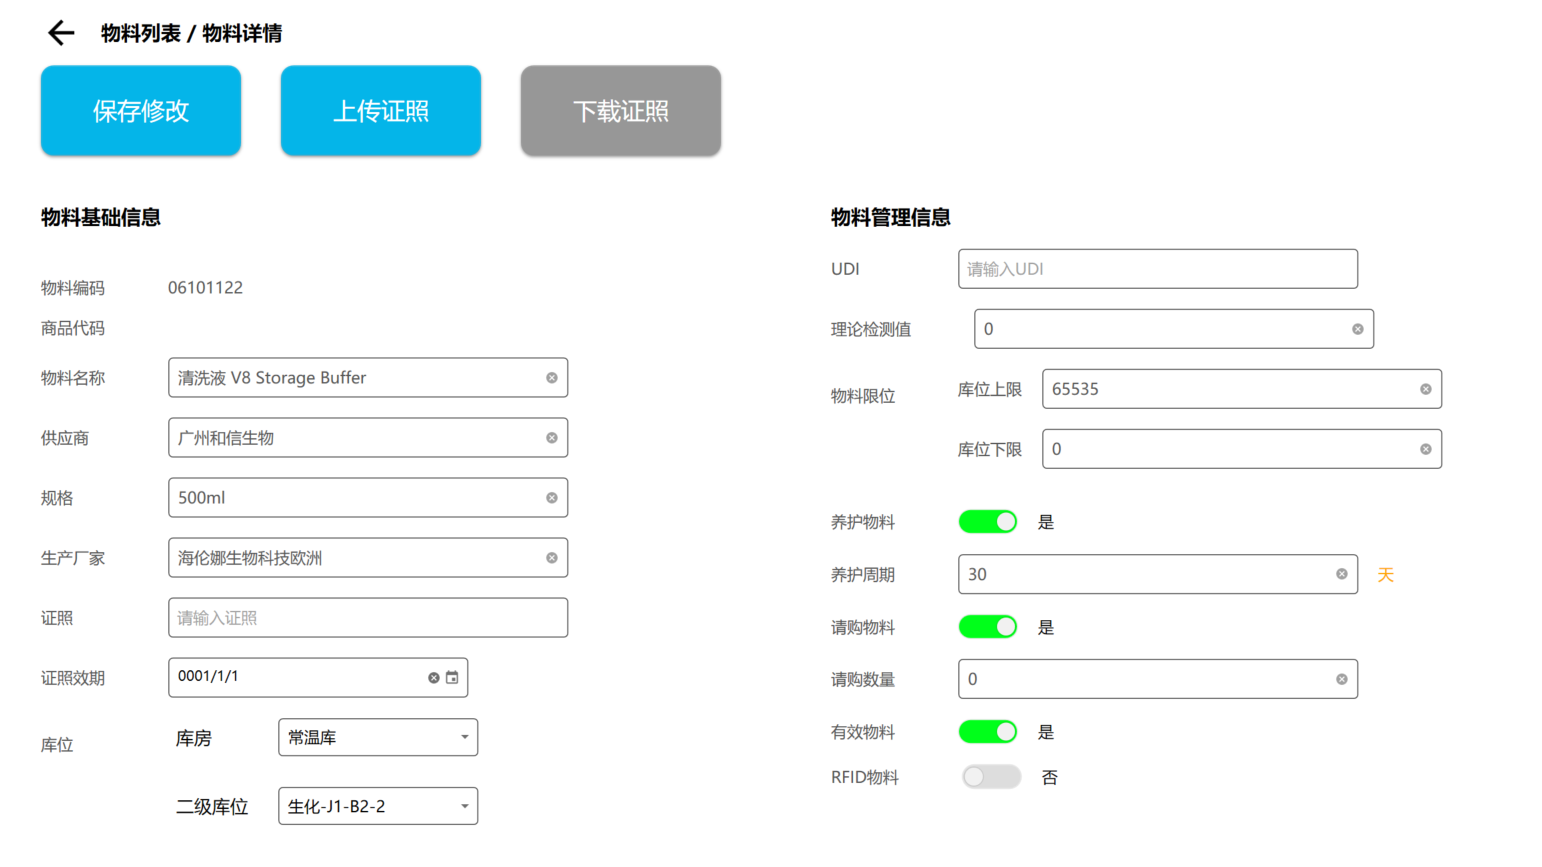 物料列表 / 物料详情
保存修改
上传证照
下载证照
物料基础信息
物料编码 06101122
商品代码
物料名称 清洗液 V8 Storage Buffer
供应商 广州和信生物
规格 500ml
生产厂家 海伦娜生物科技欧洲
证照 请输入证照
证照效期 0001/1/1
库位 库房 常温库
二级库位 生化-J1-B2-2
物料管理信息
UDI 请输入UDI
理论检测值 0
物料限位 库位上限 65535
库位下限 0
养护物料 是
养护周期 30 天
请购物料 是
请购数量 0
有效物料 是
RFID物料 否